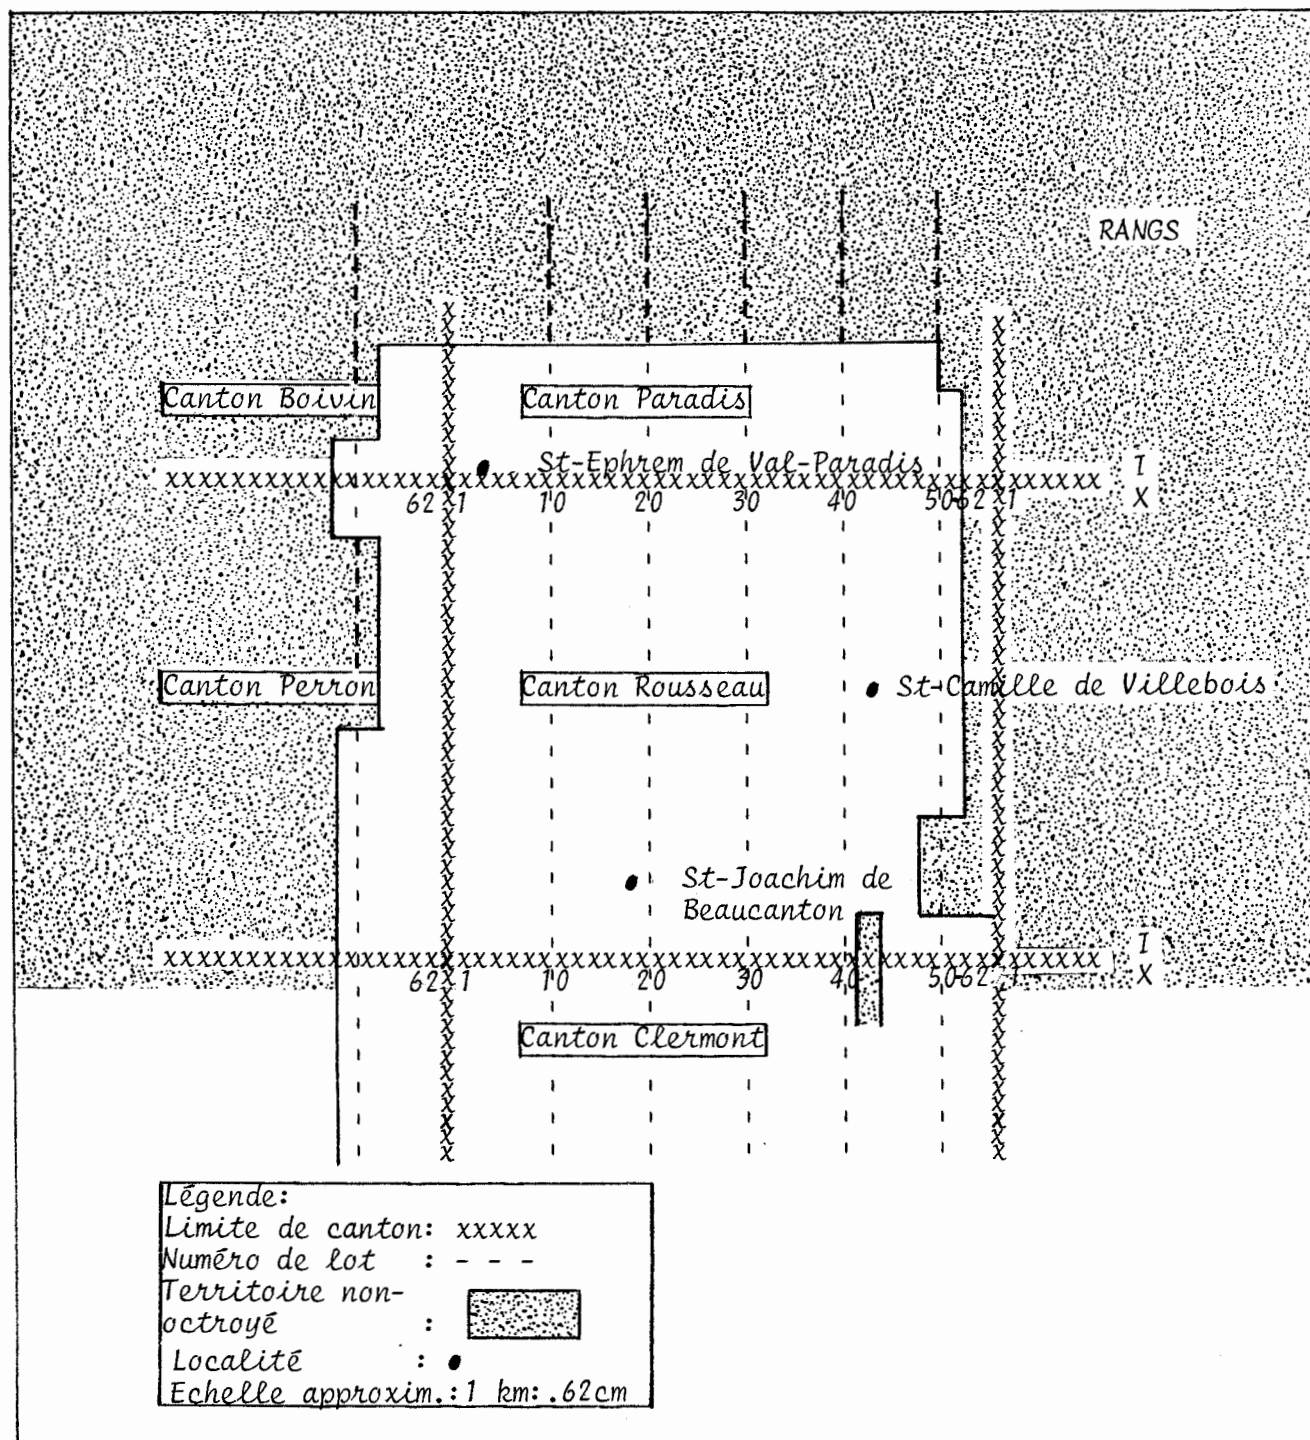 RANGS
Canton Boivin
Canton Paradis
St-Ephrem de Val-Paradis
xxxxxxxxxxxxxxxxxxxxxxxxxxxxxxxxxxxxxxxxxxxxxxxxxxxxx I
62 1 10 20 30 40 50-62 1 X
Canton Perron
Canton Rousseau
St-Camille de Villebois
St-Joachim de
Beaucanton
xxxxxxxxxxxxxxxxxxxxxxxxxxxxxxxxxxxxxxxxxxxxxxxxxxxxx I
62 1 10 20 30 40 50-62 1 X
Canton Clermont
Légende:
Limite de canton: xxxxx
Numéro de lot : - - -
Territoire non-
octroyé :
Localité :
Echelle approxim.:1 km: .62cm